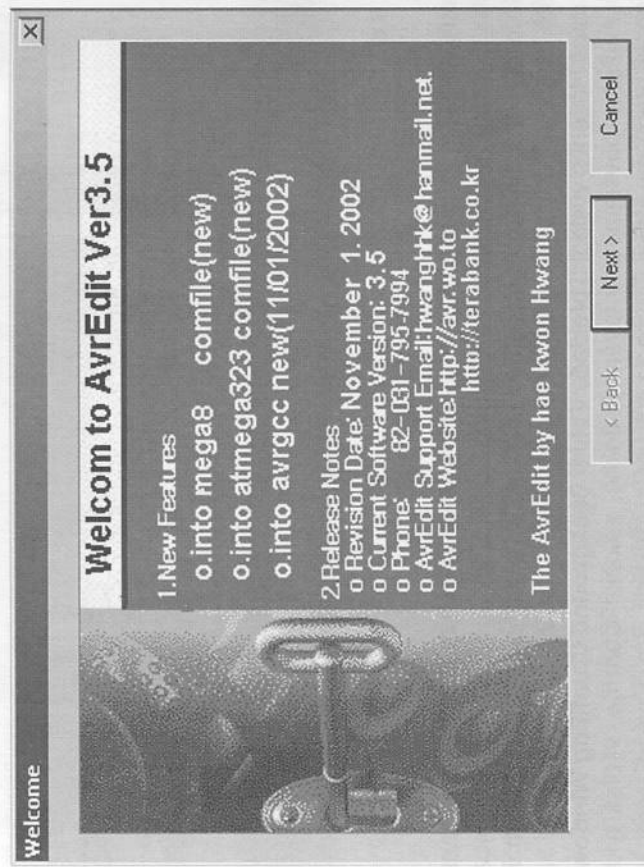 Welcome
Welcom to AvrEdit Ver3.5
1.New Features
o.into mega8 comfile(new)
o.into atmega323 comfile(new)
o.into avrgcc new(11/01/2002)
2.Release Notes
o Revision Date: November 1. 2002
o Current Software Version: 3.5
o Phone: 82-031-795-7994
o AvrEdit Support Email:hwanghhk@hanmail.net.
o AvrEdit Website:http://avr.wo.to
http://terabank.co.kr
The AvrEdit by hae kwon Hwang
< Back
Next >
Cancel